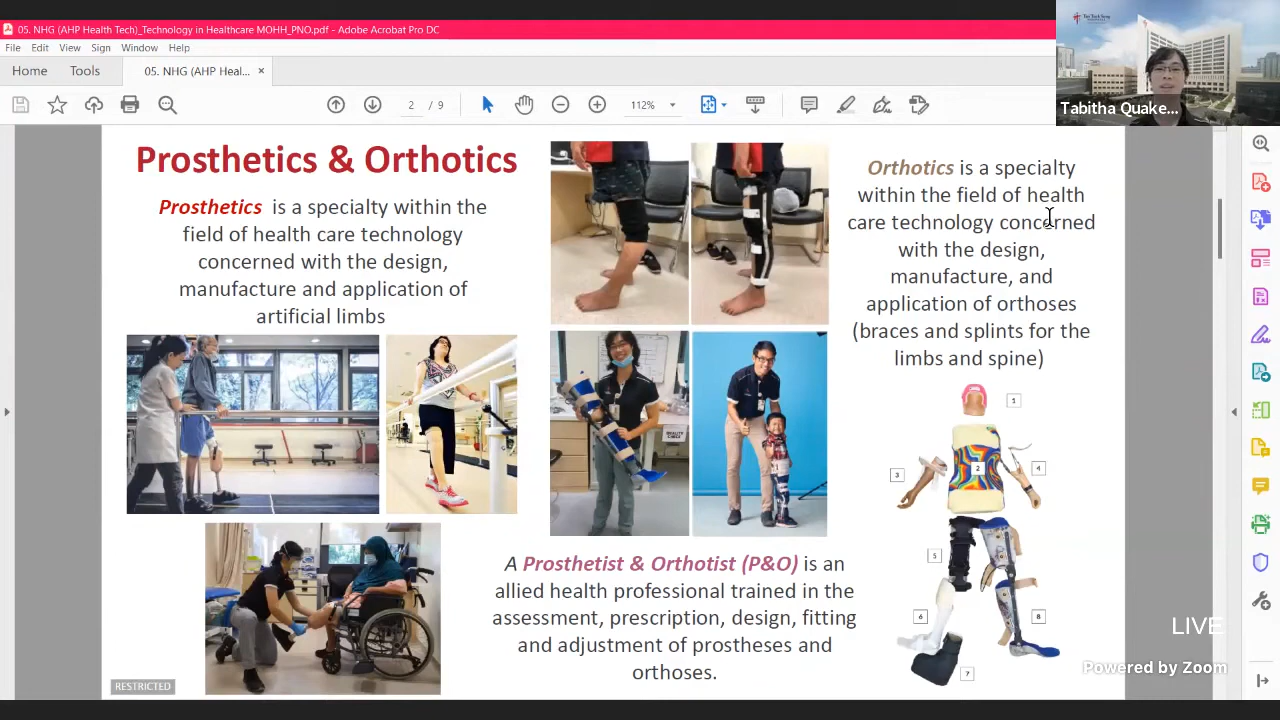 05. NHG (AHP Health Tech)_Technology in Healthcare MOHH_PNO.pdf - Adobe Acrobat Pro DC
File Edit View Sign Window Help
Home Tools 05. NHG (AHP Heal... ×
2 / 9 112%
Tan Tock Seng
Tabitha Quake...
Prosthetics & Orthotics
Prosthetics is a specialty within the
field of health care technology
concerned with the design,
manufacture and application of
artificial limbs
Orthotics is a specialty
within the field of health
care technology concerned
with the design,
manufacture, and
application of orthoses
(braces and splints for the
limbs and spine)
1
2
3
4
5
6
7
8
A Prosthetist & Orthotist (P&O) is an
allied health professional trained in the
assessment, prescription, design, fitting
and adjustment of prostheses and
orthoses.
RESTRICTED
LIVE
Powered by Zoom